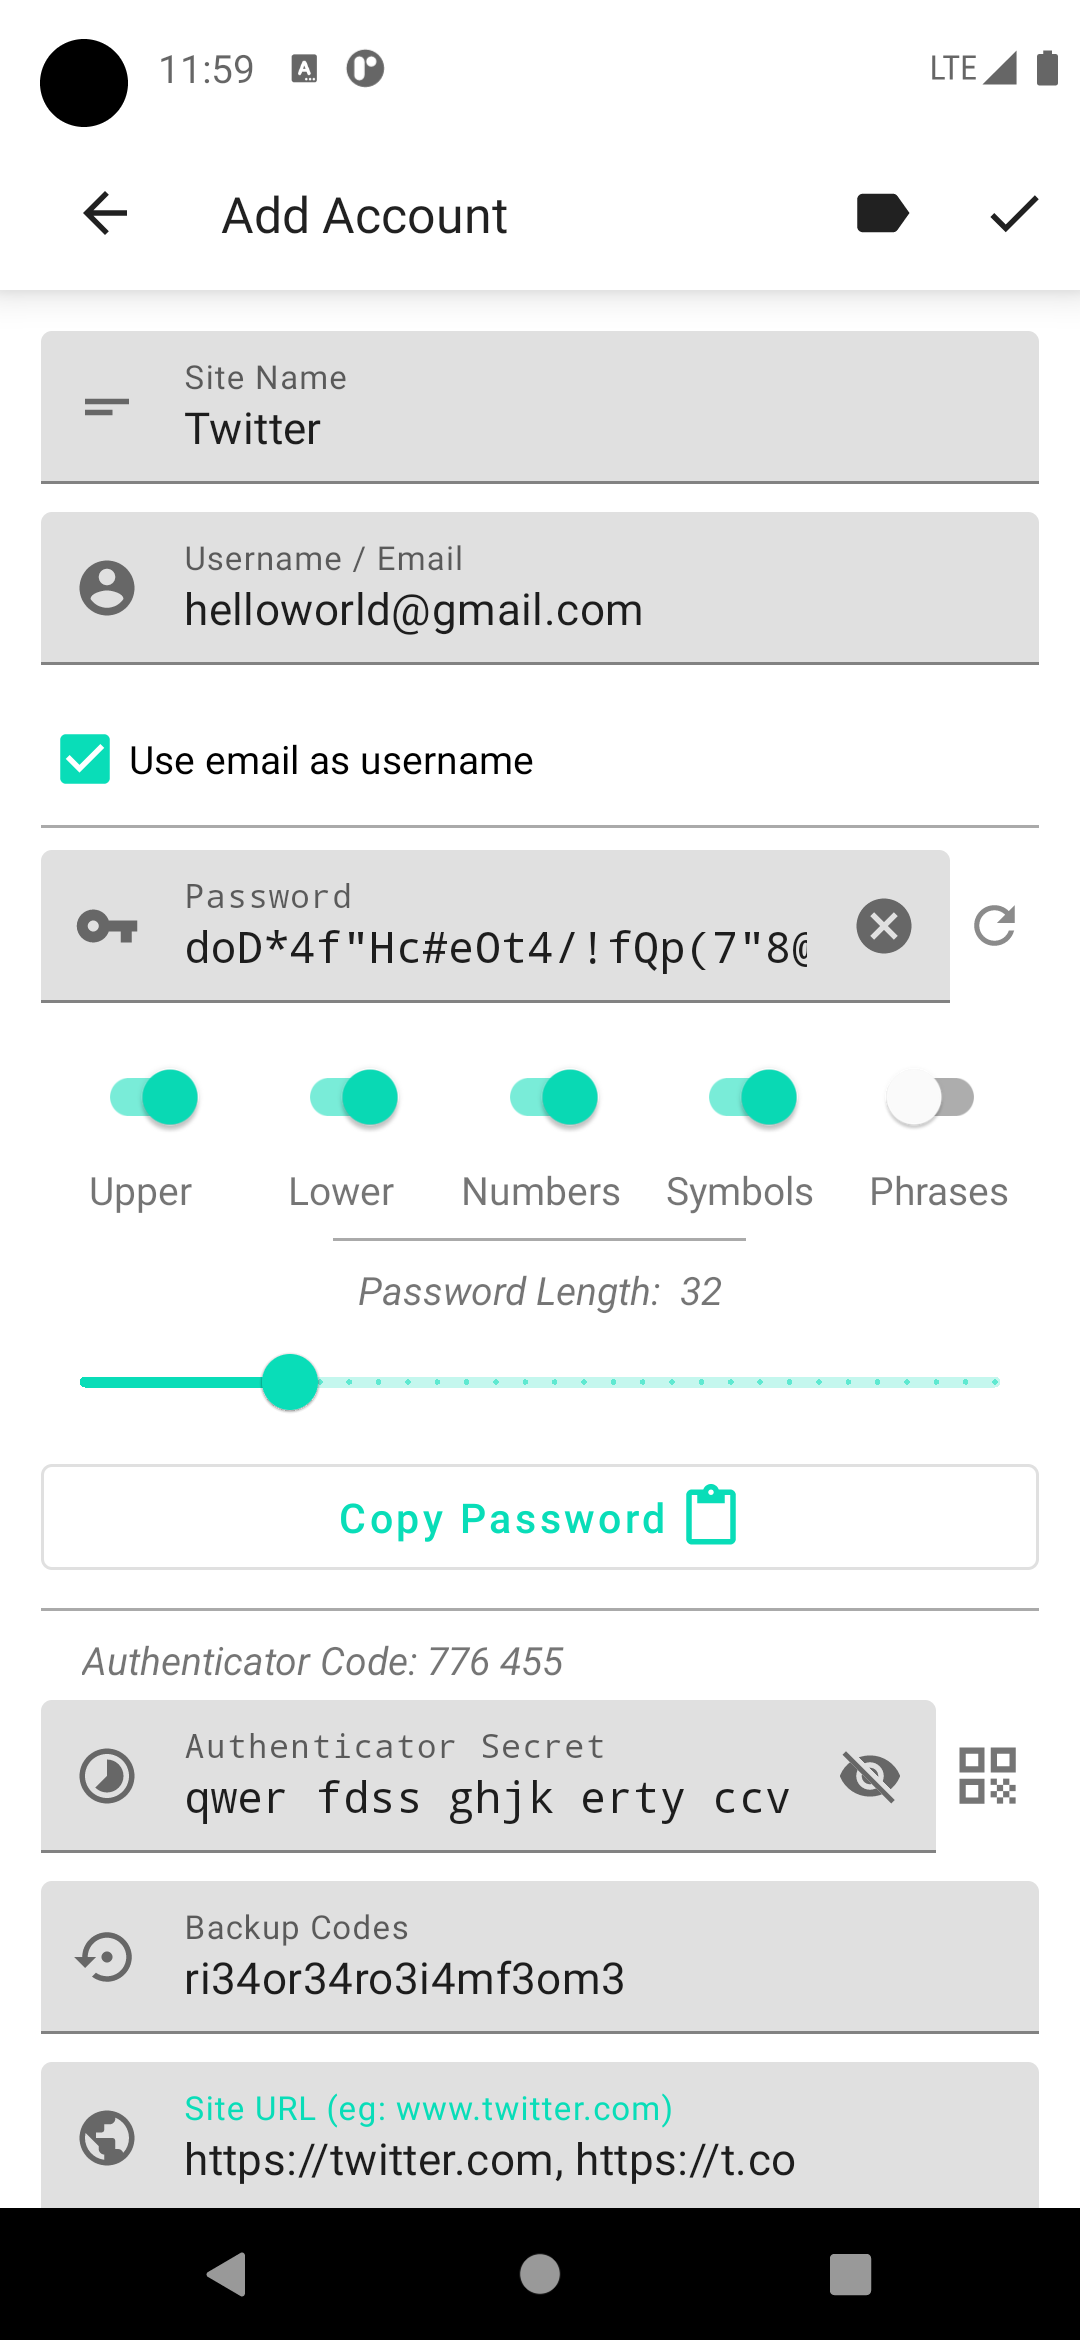 11:59
LTE
Add Account
Site Name
Twitter
Username / Email
helloworld@gmail.com
Use email as username
Password
doD*4f"Hc#eOt4/!fQp(7"8@
Upper Lower Numbers Symbols Phrases
Password Length: 32
Copy Password
Authenticator Code: 776 455
Authenticator Secret
qwer fdss ghjk erty ccv
Backup Codes
ri34or34ro3i4mf3om3
Site URL (eg: www.twitter.com)
https://twitter.com, https://t.co